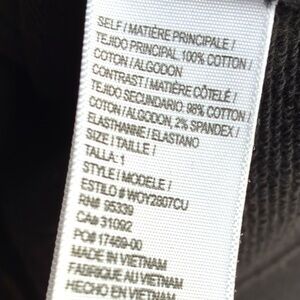 SELF / MATIÈRE PRINCIPALE /
TEJIDO PRINCIPAL 100% COTTON /
COTON / ALGODON
CONTRAST / MATIÈRE CÔTELÉ /
TEJIDO SECUNDARIO: 98% COTTON /
COTON / ALGODON, 2% SPANDEX /
ELASTHANNE / ELASTANO
SIZE / TAILLE /
TALLA: 1
STYLE / MODELE /
ESTILO # WOY2807CU
RN# 95339
CA# 31092
PO# 17469-00
MADE IN VIETNAM
FABRIQUE AU VIETNAM
HECHO EN VIETNAM